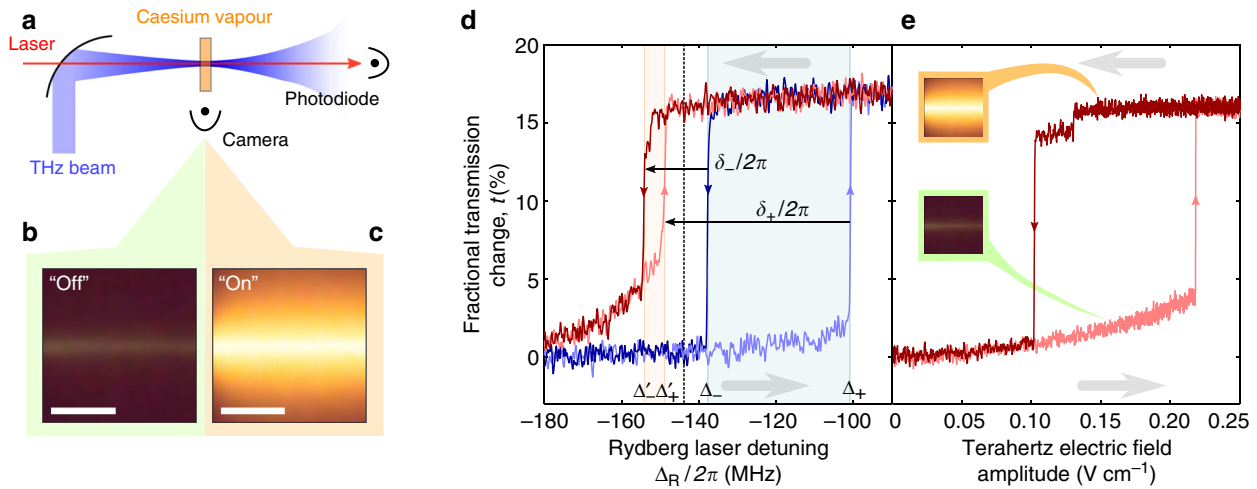 a
Caesium vapour
Laser
Photodiode
Camera
THz beam
b
c
"Off"
"On"
d
Fractional transmission
change, t (%)
20
15
10
5
0
δ₋/2π
δ₊/2π
Δ′₋ Δ′₊ Δ₋ Δ₊
−180 −160 −140 −120 −100
Rydberg laser detuning
Δ_R / 2π (MHz)
e
0 0.05 0.10 0.15 0.20 0.25
Terahertz electric field
amplitude (V cm⁻¹)